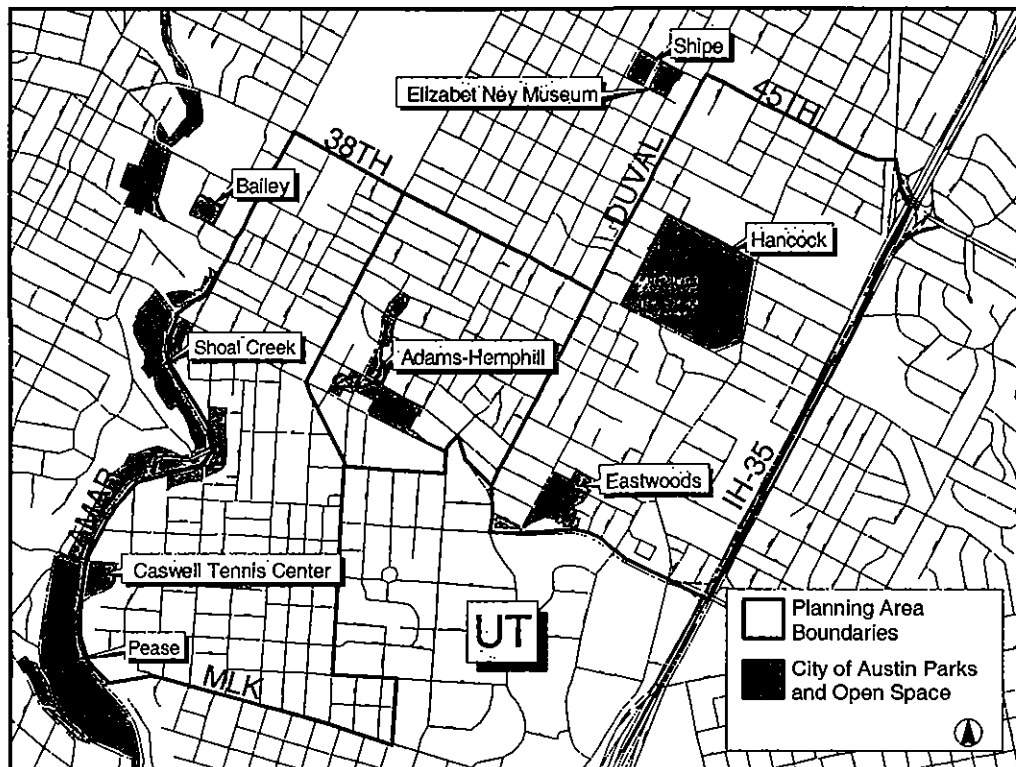 Shipe
Elizabet Ney Museum
45TH
38TH
DUVAL
Bailey
Hancock
Shoal Creek
Adams-Hemphill
IH-35
Eastwoods
LAMAR
Caswell Tennis Center
UT
Pease
MLK
Planning Area
Boundaries
City of Austin Parks
and Open Space